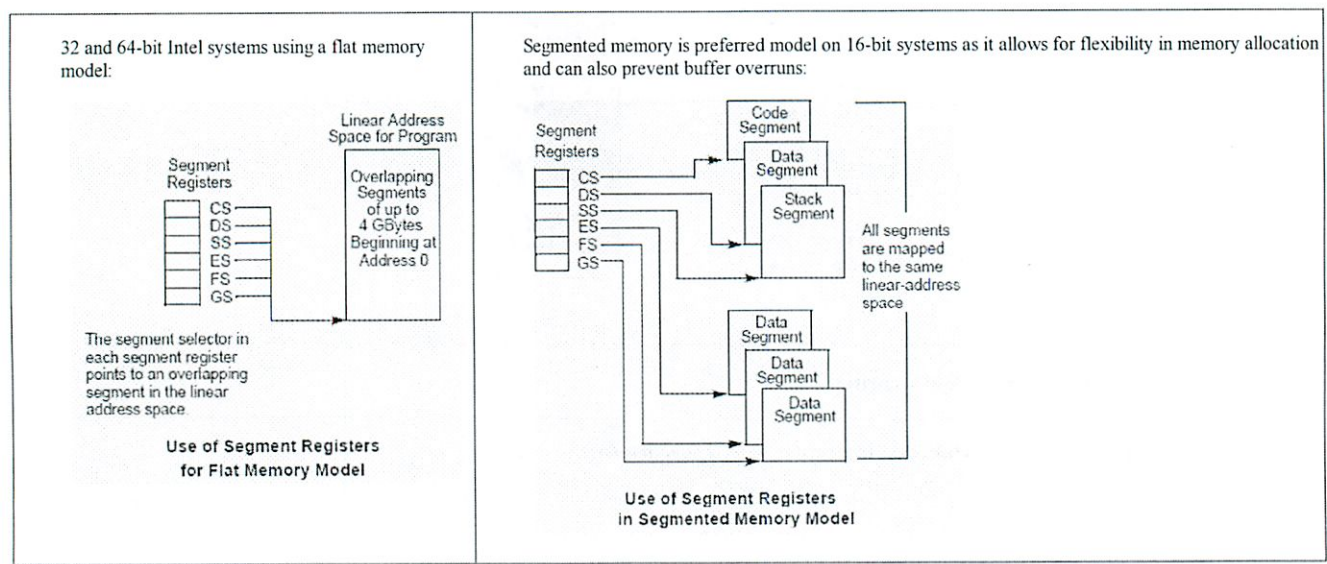 32 and 64-bit Intel systems using a flat memory
model:
Linear Address
Space for Program
Segment
Registers
CS
DS
SS
ES
FS
GS
Overlapping
Segments
of up to
4 GBytes
Beginning at
Address 0
The segment selector in
each segment register
points to an overlapping
segment in the linear
address space.
Use of Segment Registers
for Flat Memory Model
Segmented memory is preferred model on 16-bit systems as it allows for flexibility in memory allocation
and can also prevent buffer overruns:
Segment
Registers
CS
DS
SS
ES
FS
GS
Code
Segment
Data
Segment
Stack
Segment
Data
Segment
Data
Segment
Data
Segment
All segments
are mapped
to the same
linear-address
space
Use of Segment Registers
in Segmented Memory Model